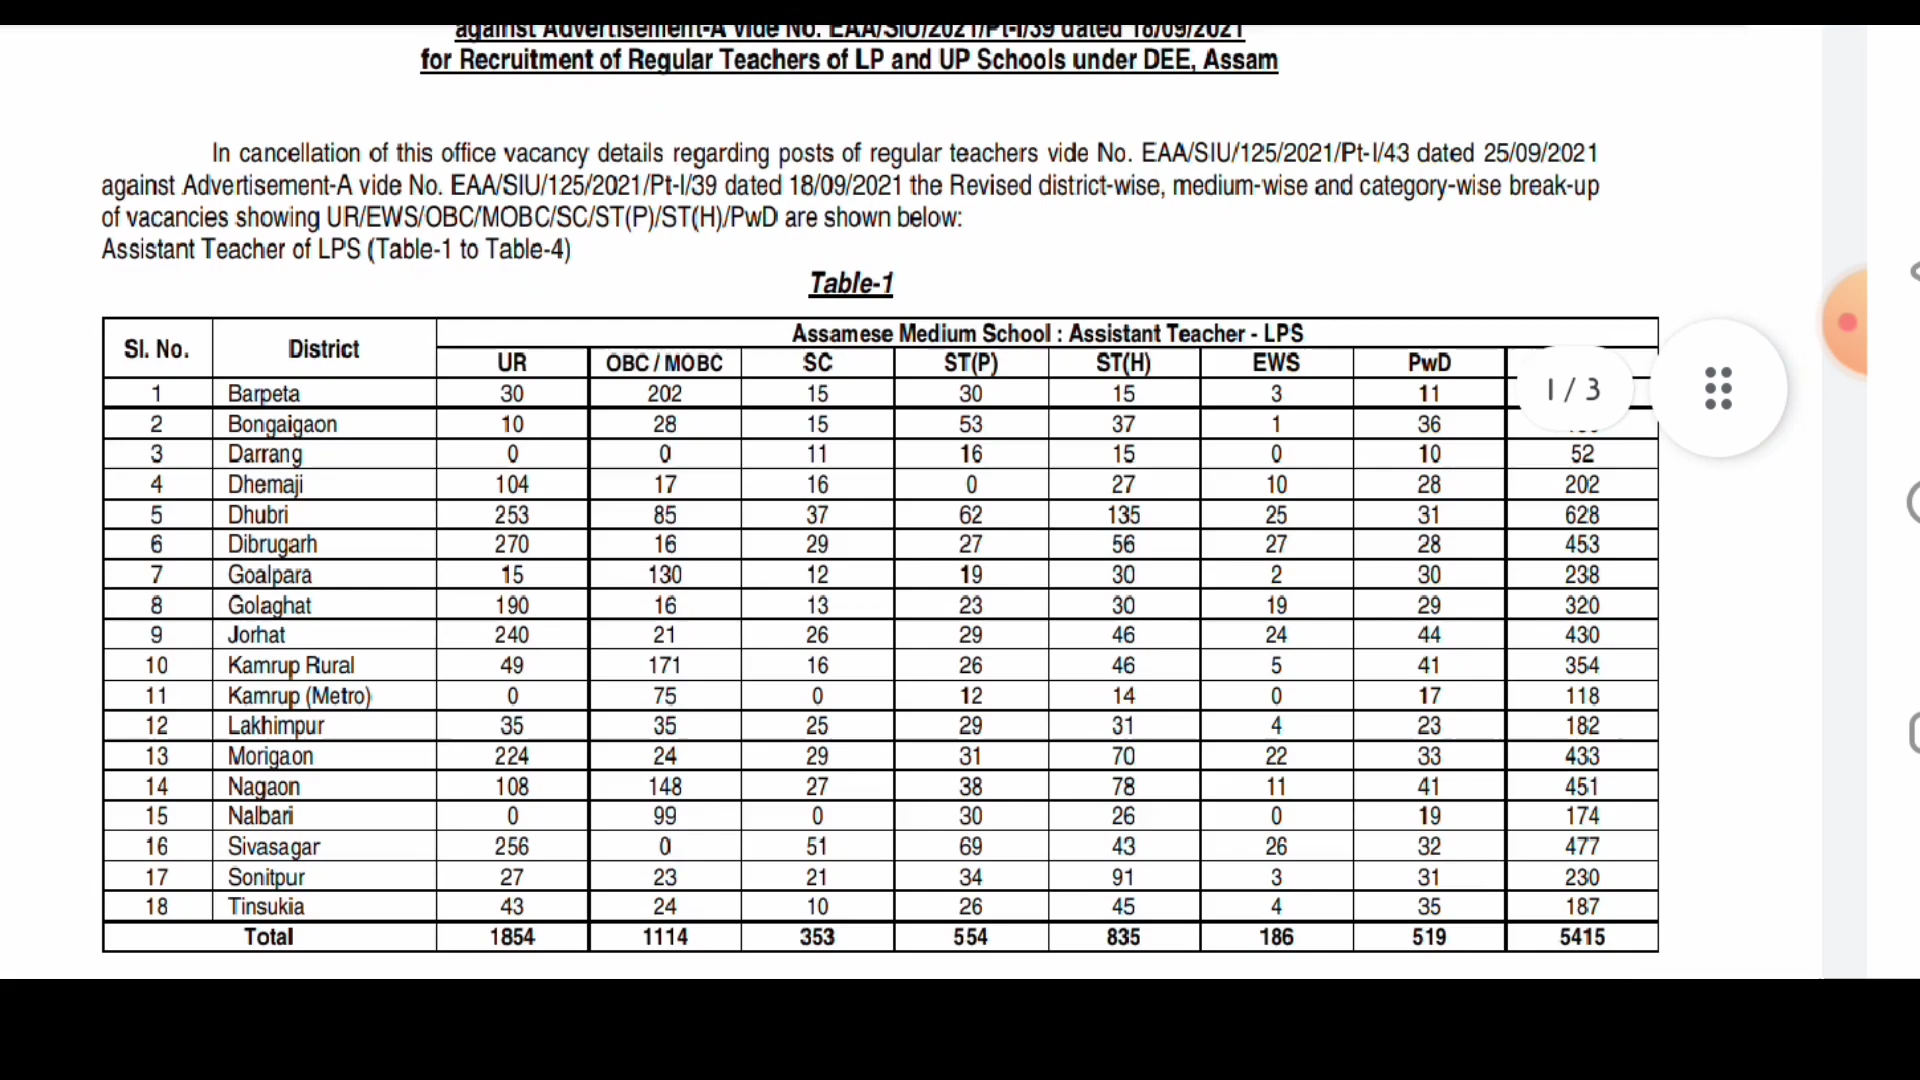 against Advertisement-A vide No. EAA/SIU/2021/Pt-I/39 dated 18/09/2021
for Recruitment of Regular Teachers of LP and UP Schools under DEE, Assam
In cancellation of this office vacancy details regarding posts of regular teachers vide No. EAA/SIU/125/2021/Pt-I/43 dated 25/09/2021
against Advertisement-A vide No. EAA/SIU/125/2021/Pt-I/39 dated 18/09/2021 the Revised district-wise, medium-wise and category-wise break-up
of vacancies showing UR/EWS/OBC/MOBC/SC/ST(P)/ST(H)/PwD are shown below:
Assistant Teacher of LPS (Table-1 to Table-4)
Table-1
Sl. No. District Assamese Medium School : Assistant Teacher - LPS
UR OBC / MOBC SC ST(P) ST(H) EWS PwD
1 Barpeta 30 202 15 30 15 3 11
1 / 3
2 Bongaigaon 10 28 15 53 37 1 36
3 Darrang 0 0 11 16 15 0 10 52
4 Dhemaji 104 17 16 0 27 10 28 202
5 Dhubri 253 85 37 62 135 25 31 628
6 Dibrugarh 270 16 29 27 56 27 28 453
7 Goalpara 15 130 12 19 30 2 30 238
8 Golaghat 190 16 13 23 30 19 29 320
9 Jorhat 240 21 26 29 46 24 44 430
10 Kamrup Rural 49 171 16 26 46 5 41 354
11 Kamrup (Metro) 0 75 0 12 14 0 17 118
12 Lakhimpur 35 35 25 29 31 4 23 182
13 Morigaon 224 24 29 31 70 22 33 433
14 Nagaon 108 148 27 38 78 11 41 451
15 Nalbari 0 99 0 30 26 0 19 174
16 Sivasagar 256 0 51 69 43 26 32 477
17 Sonitpur 27 23 21 34 91 3 31 230
18 Tinsukia 43 24 10 26 45 4 35 187
Total 1854 1114 353 554 835 186 519 5415